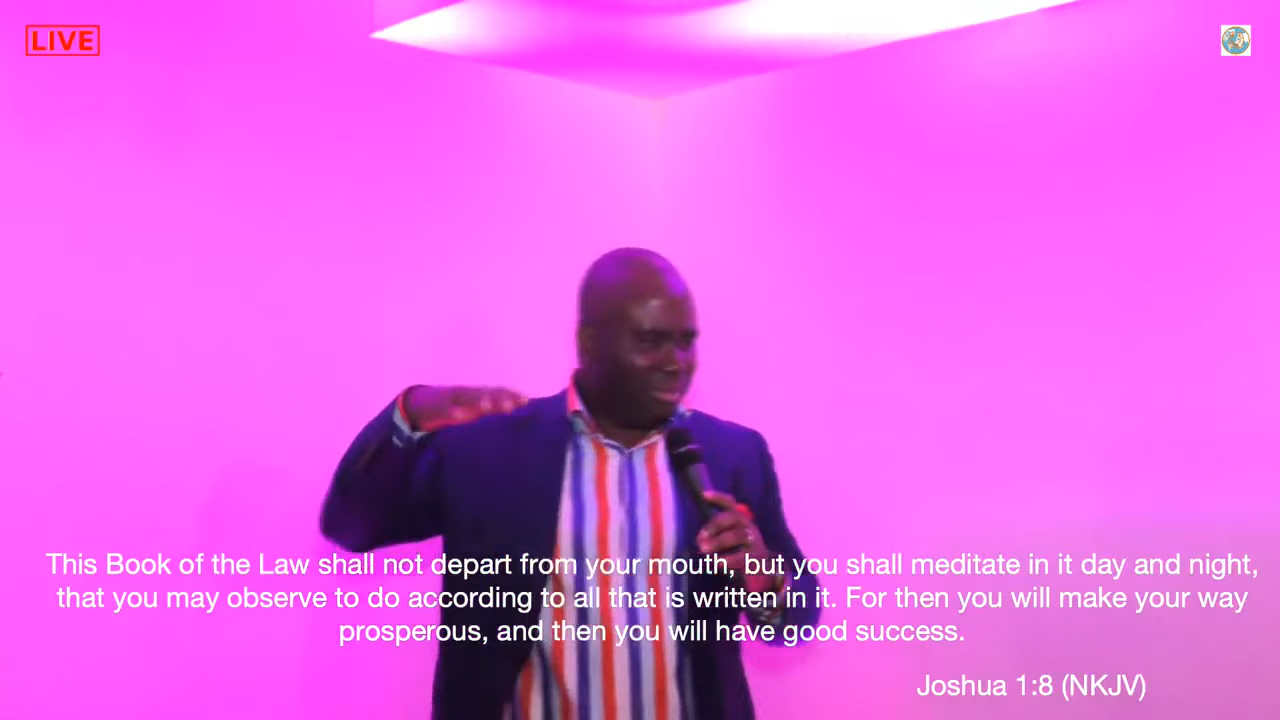 LIVE
This Book of the Law shall not depart from your mouth, but you shall meditate in it day and night,
that you may observe to do according to all that is written in it. For then you will make your way
prosperous, and then you will have good success.
Joshua 1:8 (NKJV)